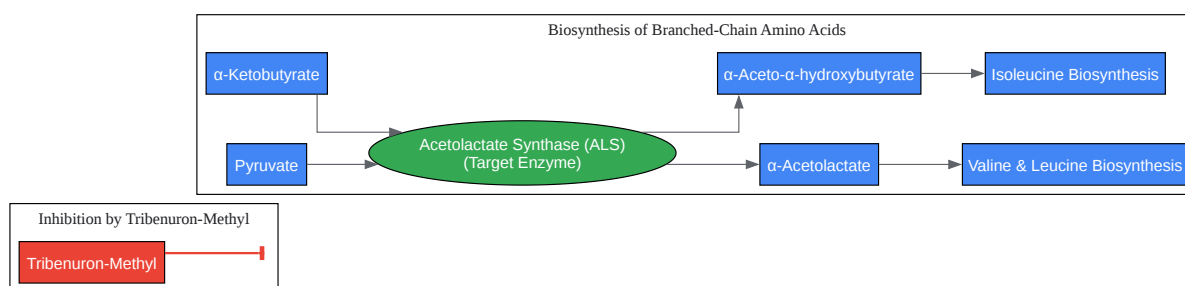 Biosynthesis of Branched-Chain Amino Acids
α-Ketobutyrate
α-Aceto-α-hydroxybutyrate
Isoleucine Biosynthesis
Acetolactate Synthase (ALS)
(Target Enzyme)
Pyruvate
α-Acetolactate
Valine & Leucine Biosynthesis
Inhibition by Tribenuron-Methyl
Tribenuron-Methyl